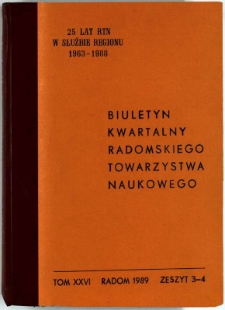 25 LAT RTN
W SŁUŻBIE REGIONU
1963-1988
BIULETYN
KWARTALNY
RADOMSKIEGO
TOWARZYSTWA
NAUKOWEGO
TOM XXVI RADOM 1989 ZESZYT 3-4